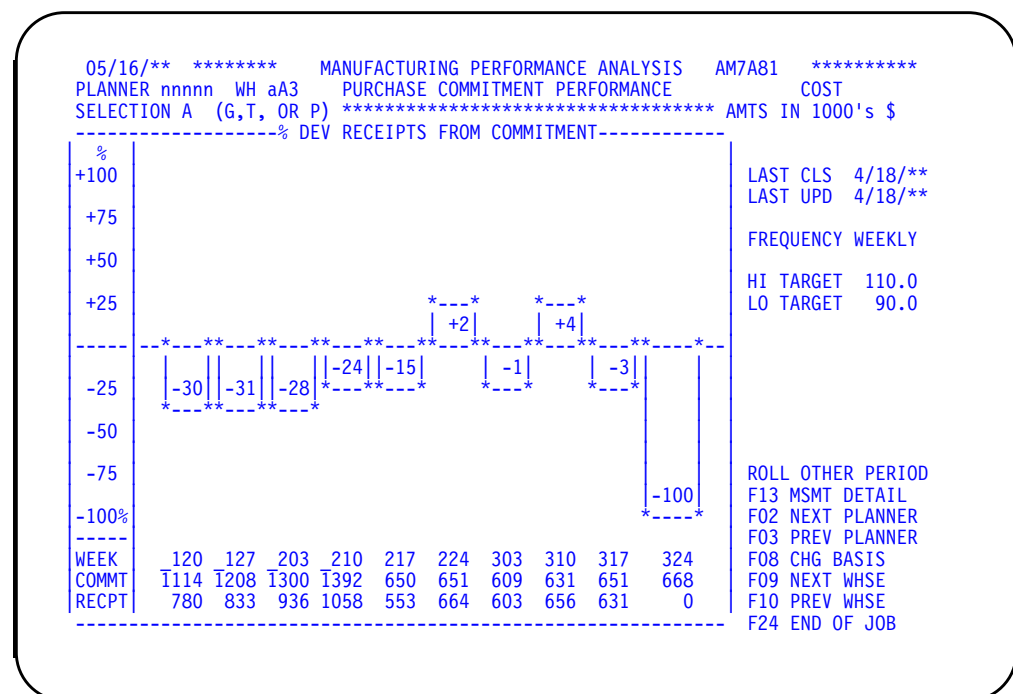 05/16/** ******** MANUFACTURING PERFORMANCE ANALYSIS AM7A81 **********
PLANNER nnnnn WH aA3 PURCHASE COMMITMENT PERFORMANCE COST
SELECTION A (G,T, OR P) *********************************** AMTS IN 1000's $
-------------------% DEV RECEIPTS FROM COMMITMENT------------
%
+100 LAST CLS 4/18/**
LAST UPD 4/18/**
+75
FREQUENCY WEEKLY
+50
HI TARGET 110.0
+25 *---* *---* LO TARGET 90.0
| +2| | +4|
-----| --*---**---**---**---**---**---**---**---**---**----*--
| || || ||-24||-15| | -1| | -3|| |
-25 |-30||-31||-28|*---**---* *---* *---*
*---**---**---*
-50
-75 ROLL OTHER PERIOD
|-100| F13 MSMT DETAIL
-100% *----* F02 NEXT PLANNER
----- F03 PREV PLANNER
WEEK _120 _127 _203 _210 217 224 303 310 317 324 F08 CHG BASIS
COMMT 1114 1208 1300 1392 650 651 609 631 651 668 F09 NEXT WHSE
RECPT 780 833 936 1058 553 664 603 656 631 0 F10 PREV WHSE
------------------------------------------------------------- F24 END OF JOB